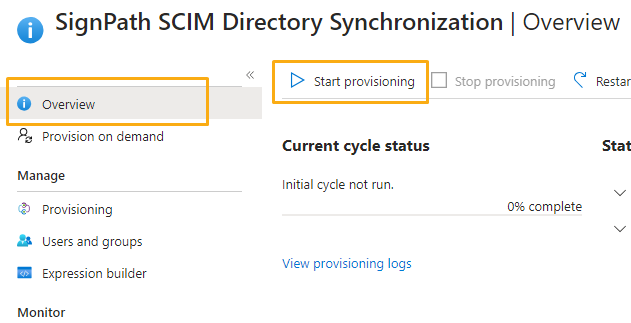 SignPath SCIM Directory Synchronization | Overview
Start provisioning
Stop provisioning
Restar
Overview
Provision on demand
Manage
Provisioning
Users and groups
Expression builder
Monitor
Current cycle status
Stat
Initial cycle not run.
0% complete
View provisioning logs